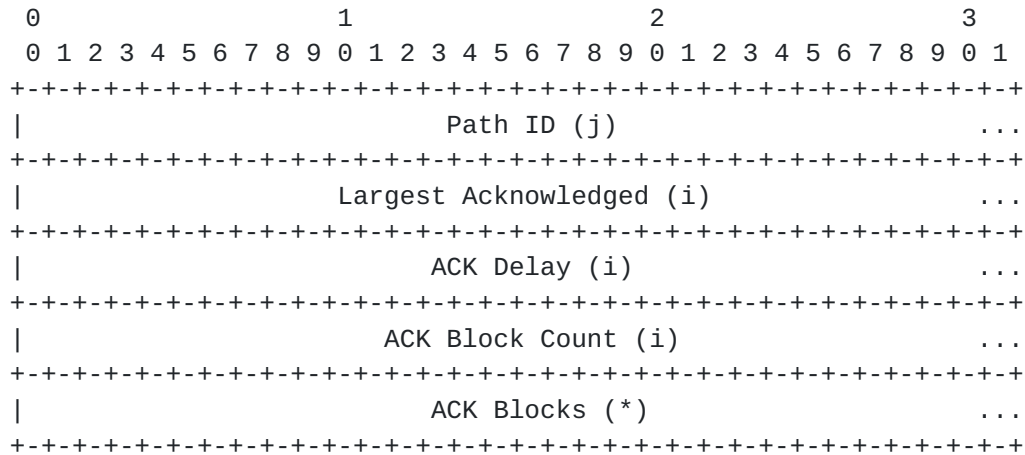 0                   1                   2                   3
 0 1 2 3 4 5 6 7 8 9 0 1 2 3 4 5 6 7 8 9 0 1 2 3 4 5 6 7 8 9 0 1
+-+-+-+-+-+-+-+-+-+-+-+-+-+-+-+-+-+-+-+-+-+-+-+-+-+-+-+-+-+-+-+-+
|                           Path ID (j)                       ...
+-+-+-+-+-+-+-+-+-+-+-+-+-+-+-+-+-+-+-+-+-+-+-+-+-+-+-+-+-+-+-+-+
|                    Largest Acknowledged (i)                 ...
+-+-+-+-+-+-+-+-+-+-+-+-+-+-+-+-+-+-+-+-+-+-+-+-+-+-+-+-+-+-+-+-+
|                          ACK Delay (i)                      ...
+-+-+-+-+-+-+-+-+-+-+-+-+-+-+-+-+-+-+-+-+-+-+-+-+-+-+-+-+-+-+-+-+
|                       ACK Block Count (i)                   ...
+-+-+-+-+-+-+-+-+-+-+-+-+-+-+-+-+-+-+-+-+-+-+-+-+-+-+-+-+-+-+-+-+
|                          ACK Blocks (*)                     ...
+-+-+-+-+-+-+-+-+-+-+-+-+-+-+-+-+-+-+-+-+-+-+-+-+-+-+-+-+-+-+-+-+